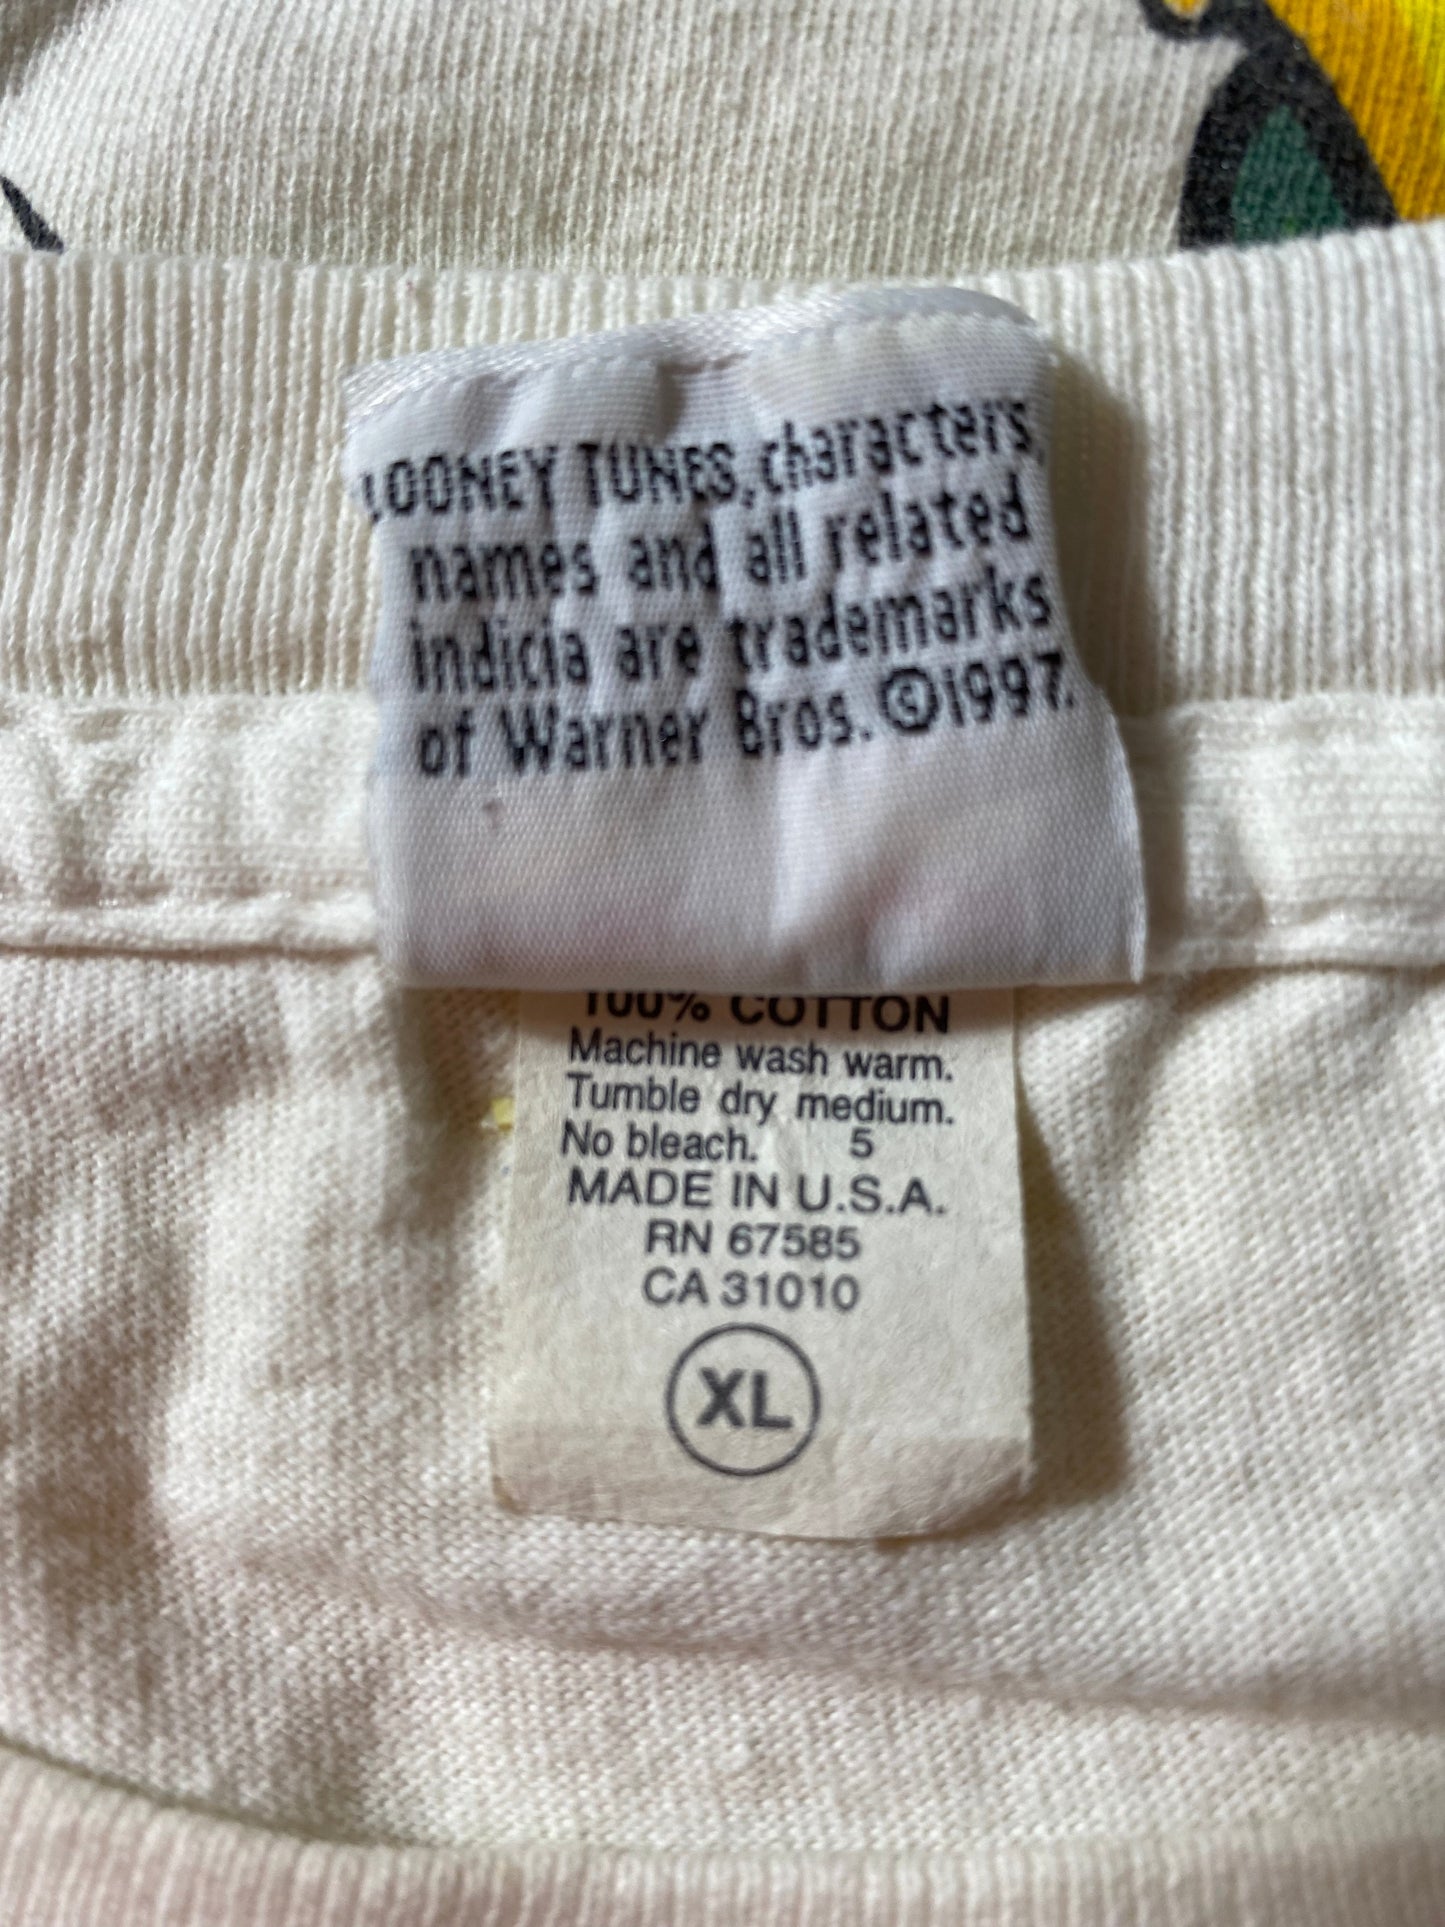 LOONEY TUNES, characters,
names and all related
indicia are trademarks
of Warner Bros. ©1997.
100% COTTON
Machine wash warm.
Tumble dry medium.
No bleach. 5
MADE IN U.S.A.
RN 67585
CA 31010
XL